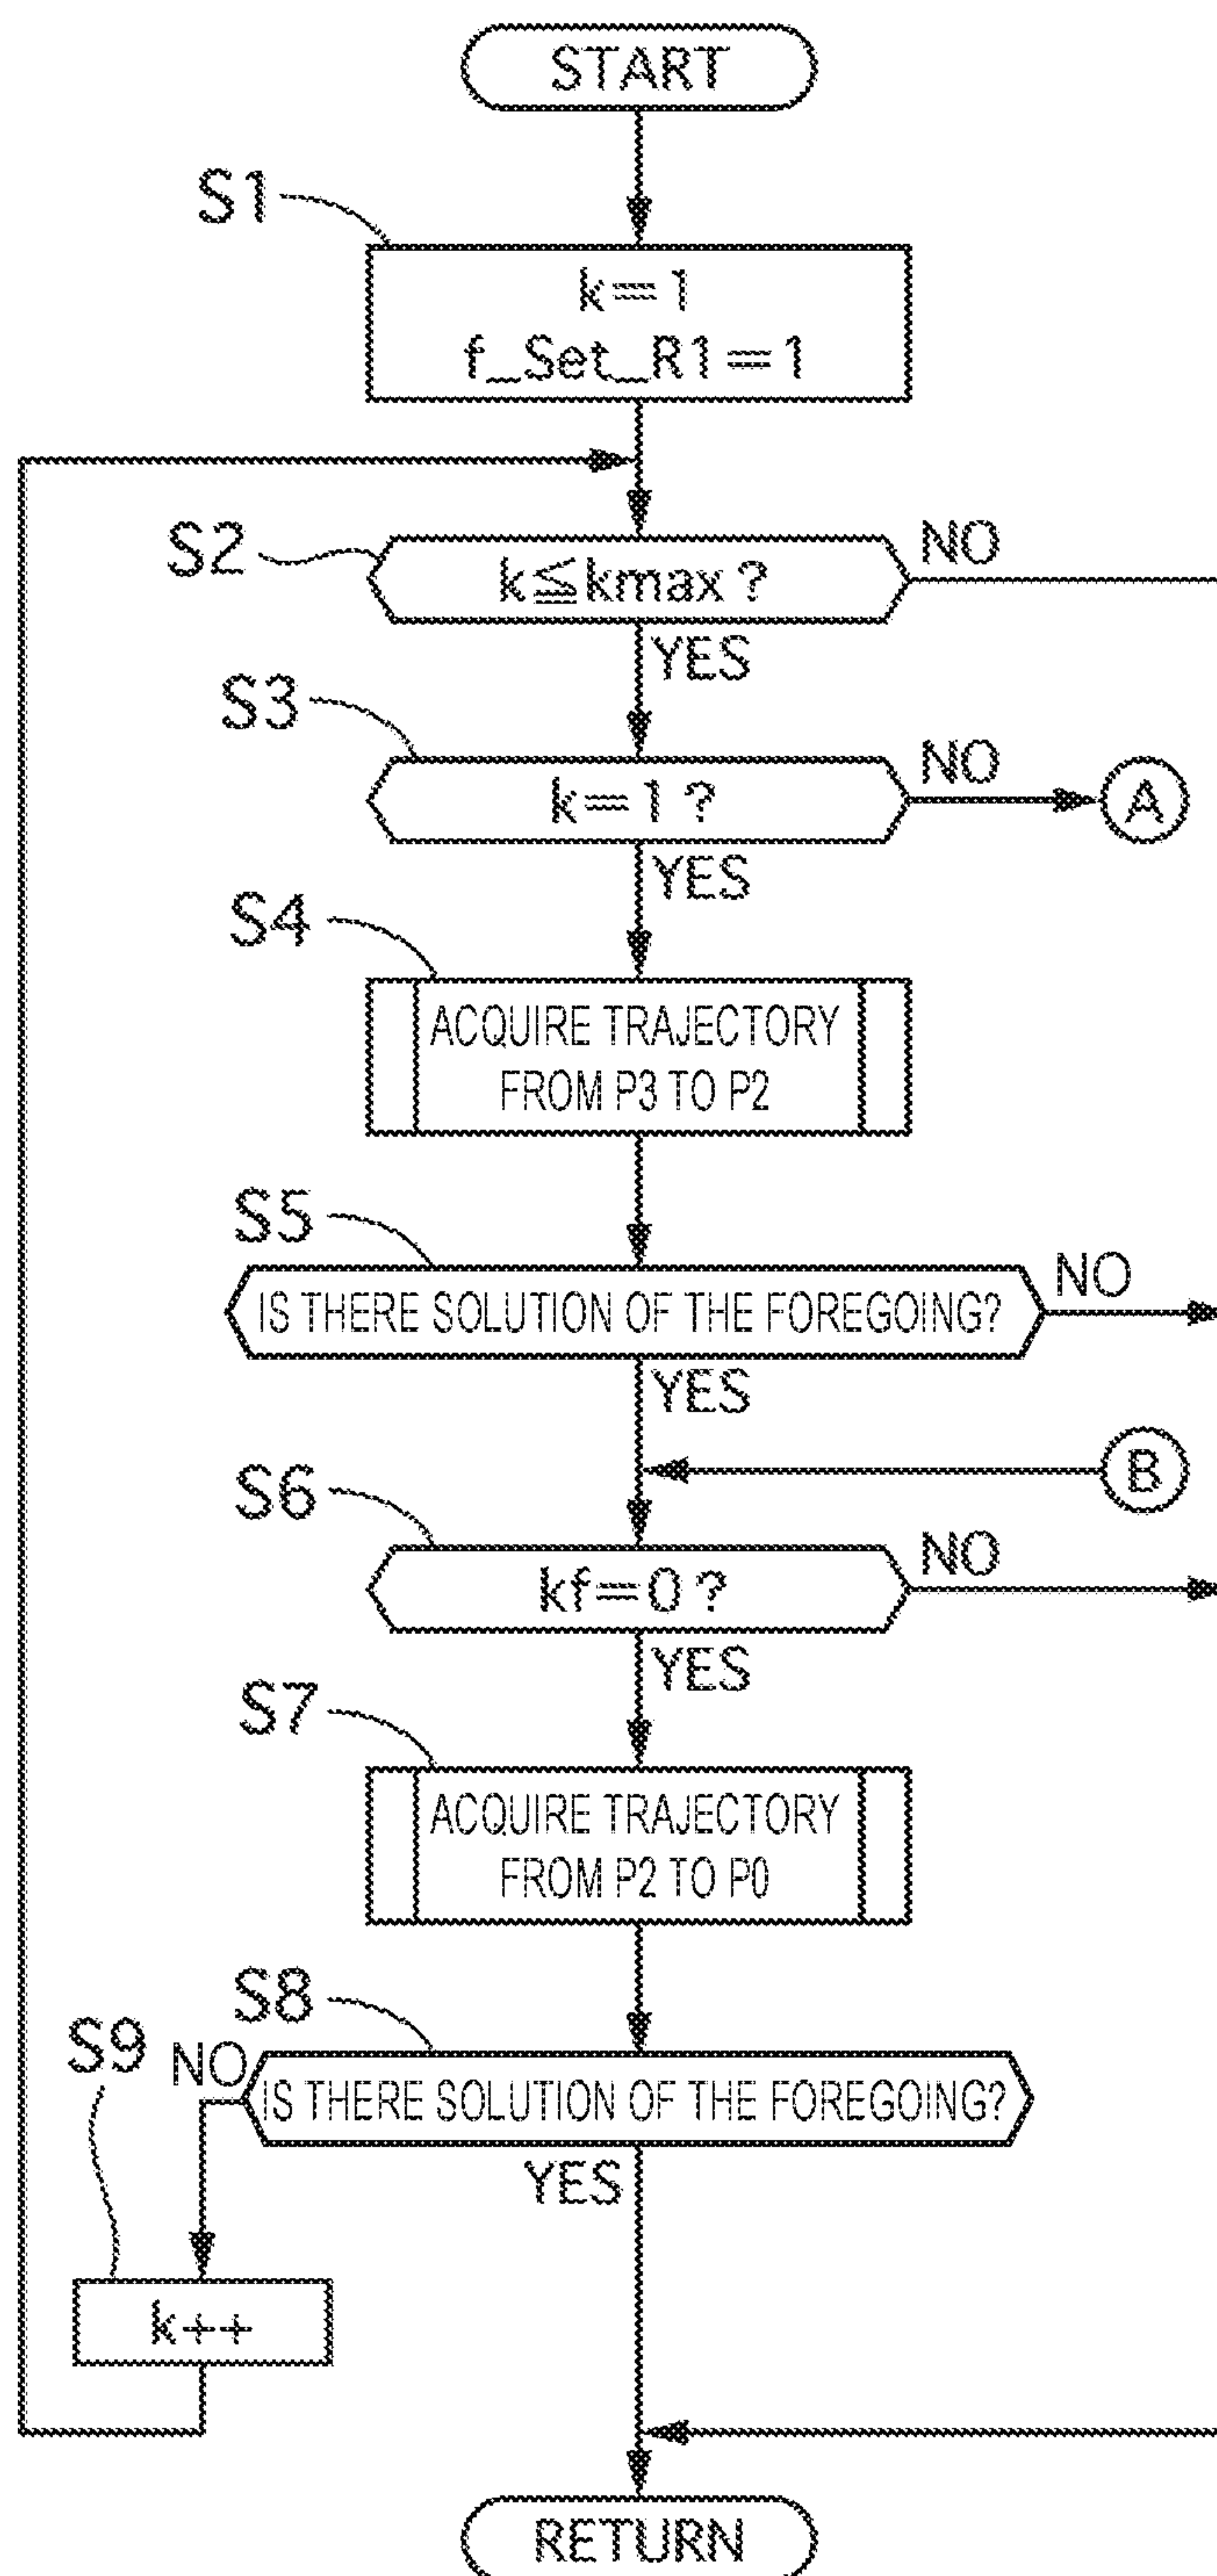 START
S1
k=1
f_Set_R1=1
S2
k≦kmax?
NO
YES
S3
k=1?
NO
A
YES
S4
ACQUIRE TRAJECTORY
FROM P3 TO P2
S5
IS THERE SOLUTION OF THE FOREGOING?
NO
YES
B
S6
kf=0?
NO
YES
S7
ACQUIRE TRAJECTORY
FROM P2 TO P0
S8
S9
NO
IS THERE SOLUTION OF THE FOREGOING?
YES
k++
RETURN